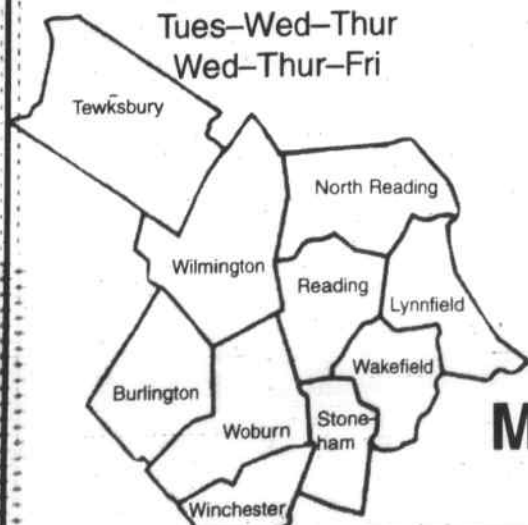 Tues–Wed–Thur
Wed–Thur–Fri
Tewksbury
North Reading
Wilmington
Reading
Lynnfield
Wakefield
Burlington
Stone-
ham
Woburn
Winchester
M